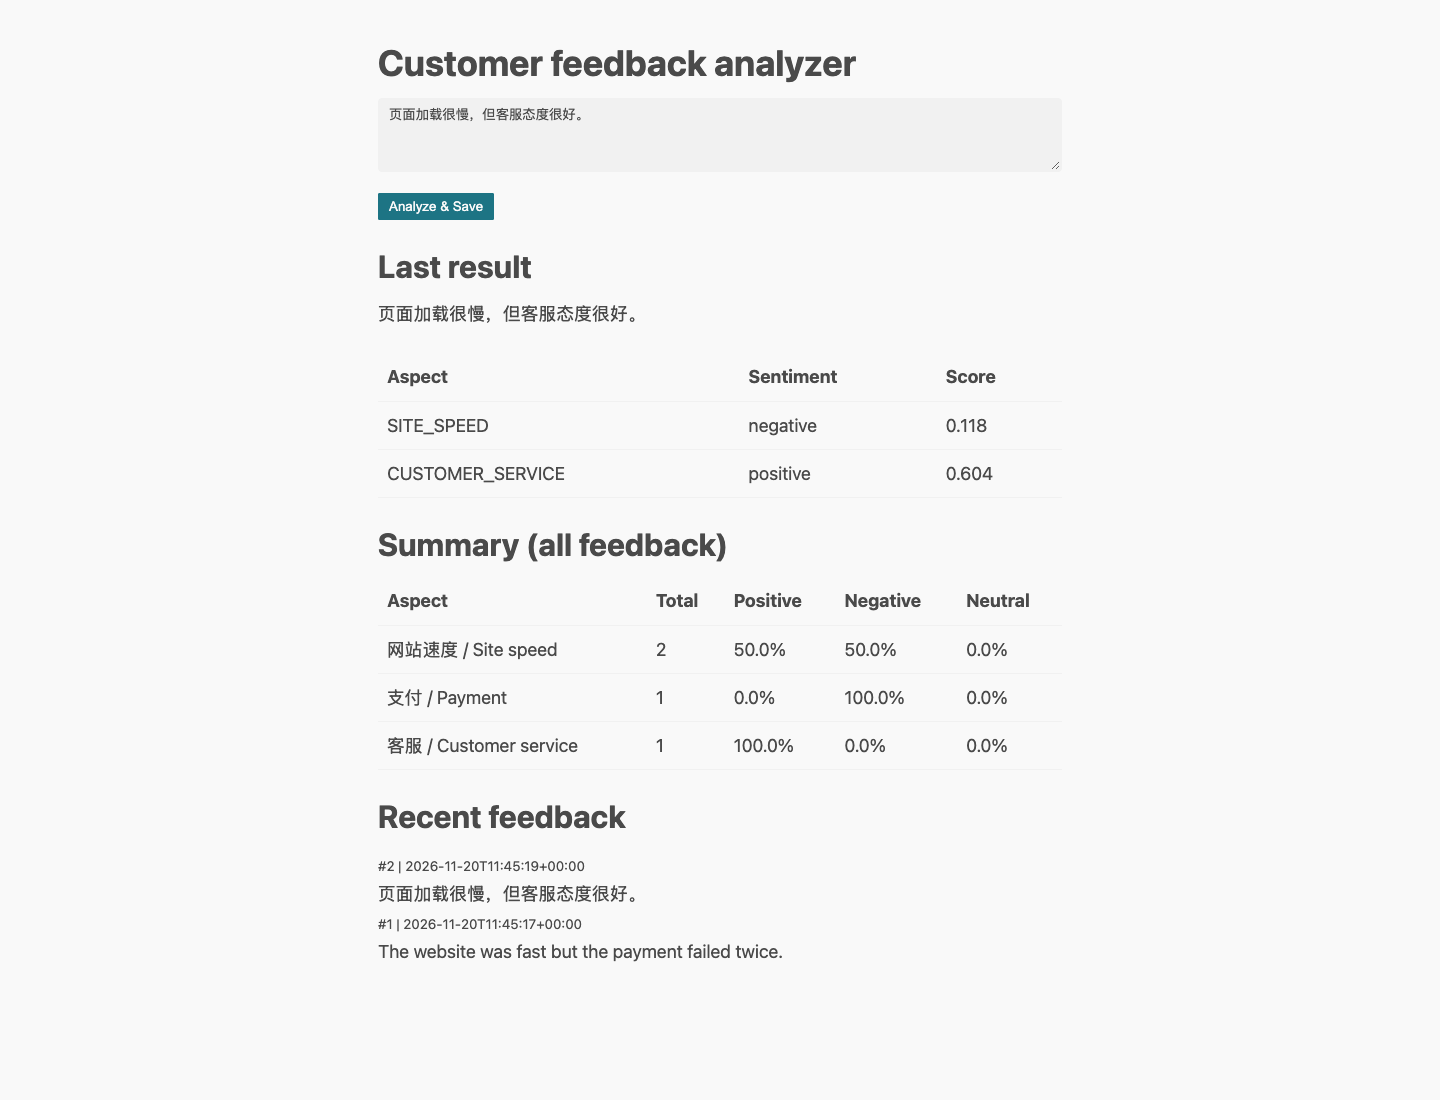 Customer feedback analyzer
页面加载很慢，但客服态度很好。
Analyze & Save
Last result
页面加载很慢，但客服态度很好。
Aspect Sentiment Score
SITE_SPEED negative 0.118
CUSTOMER_SERVICE positive 0.604
Summary (all feedback)
Aspect Total Positive Negative Neutral
网站速度 / Site speed 2 50.0% 50.0% 0.0%
支付 / Payment 1 0.0% 100.0% 0.0%
客服 / Customer service 1 100.0% 0.0% 0.0%
Recent feedback
#2 | 2026-11-20T11:45:19+00:00
页面加载很慢，但客服态度很好。
#1 | 2026-11-20T11:45:17+00:00
The website was fast but the payment failed twice.